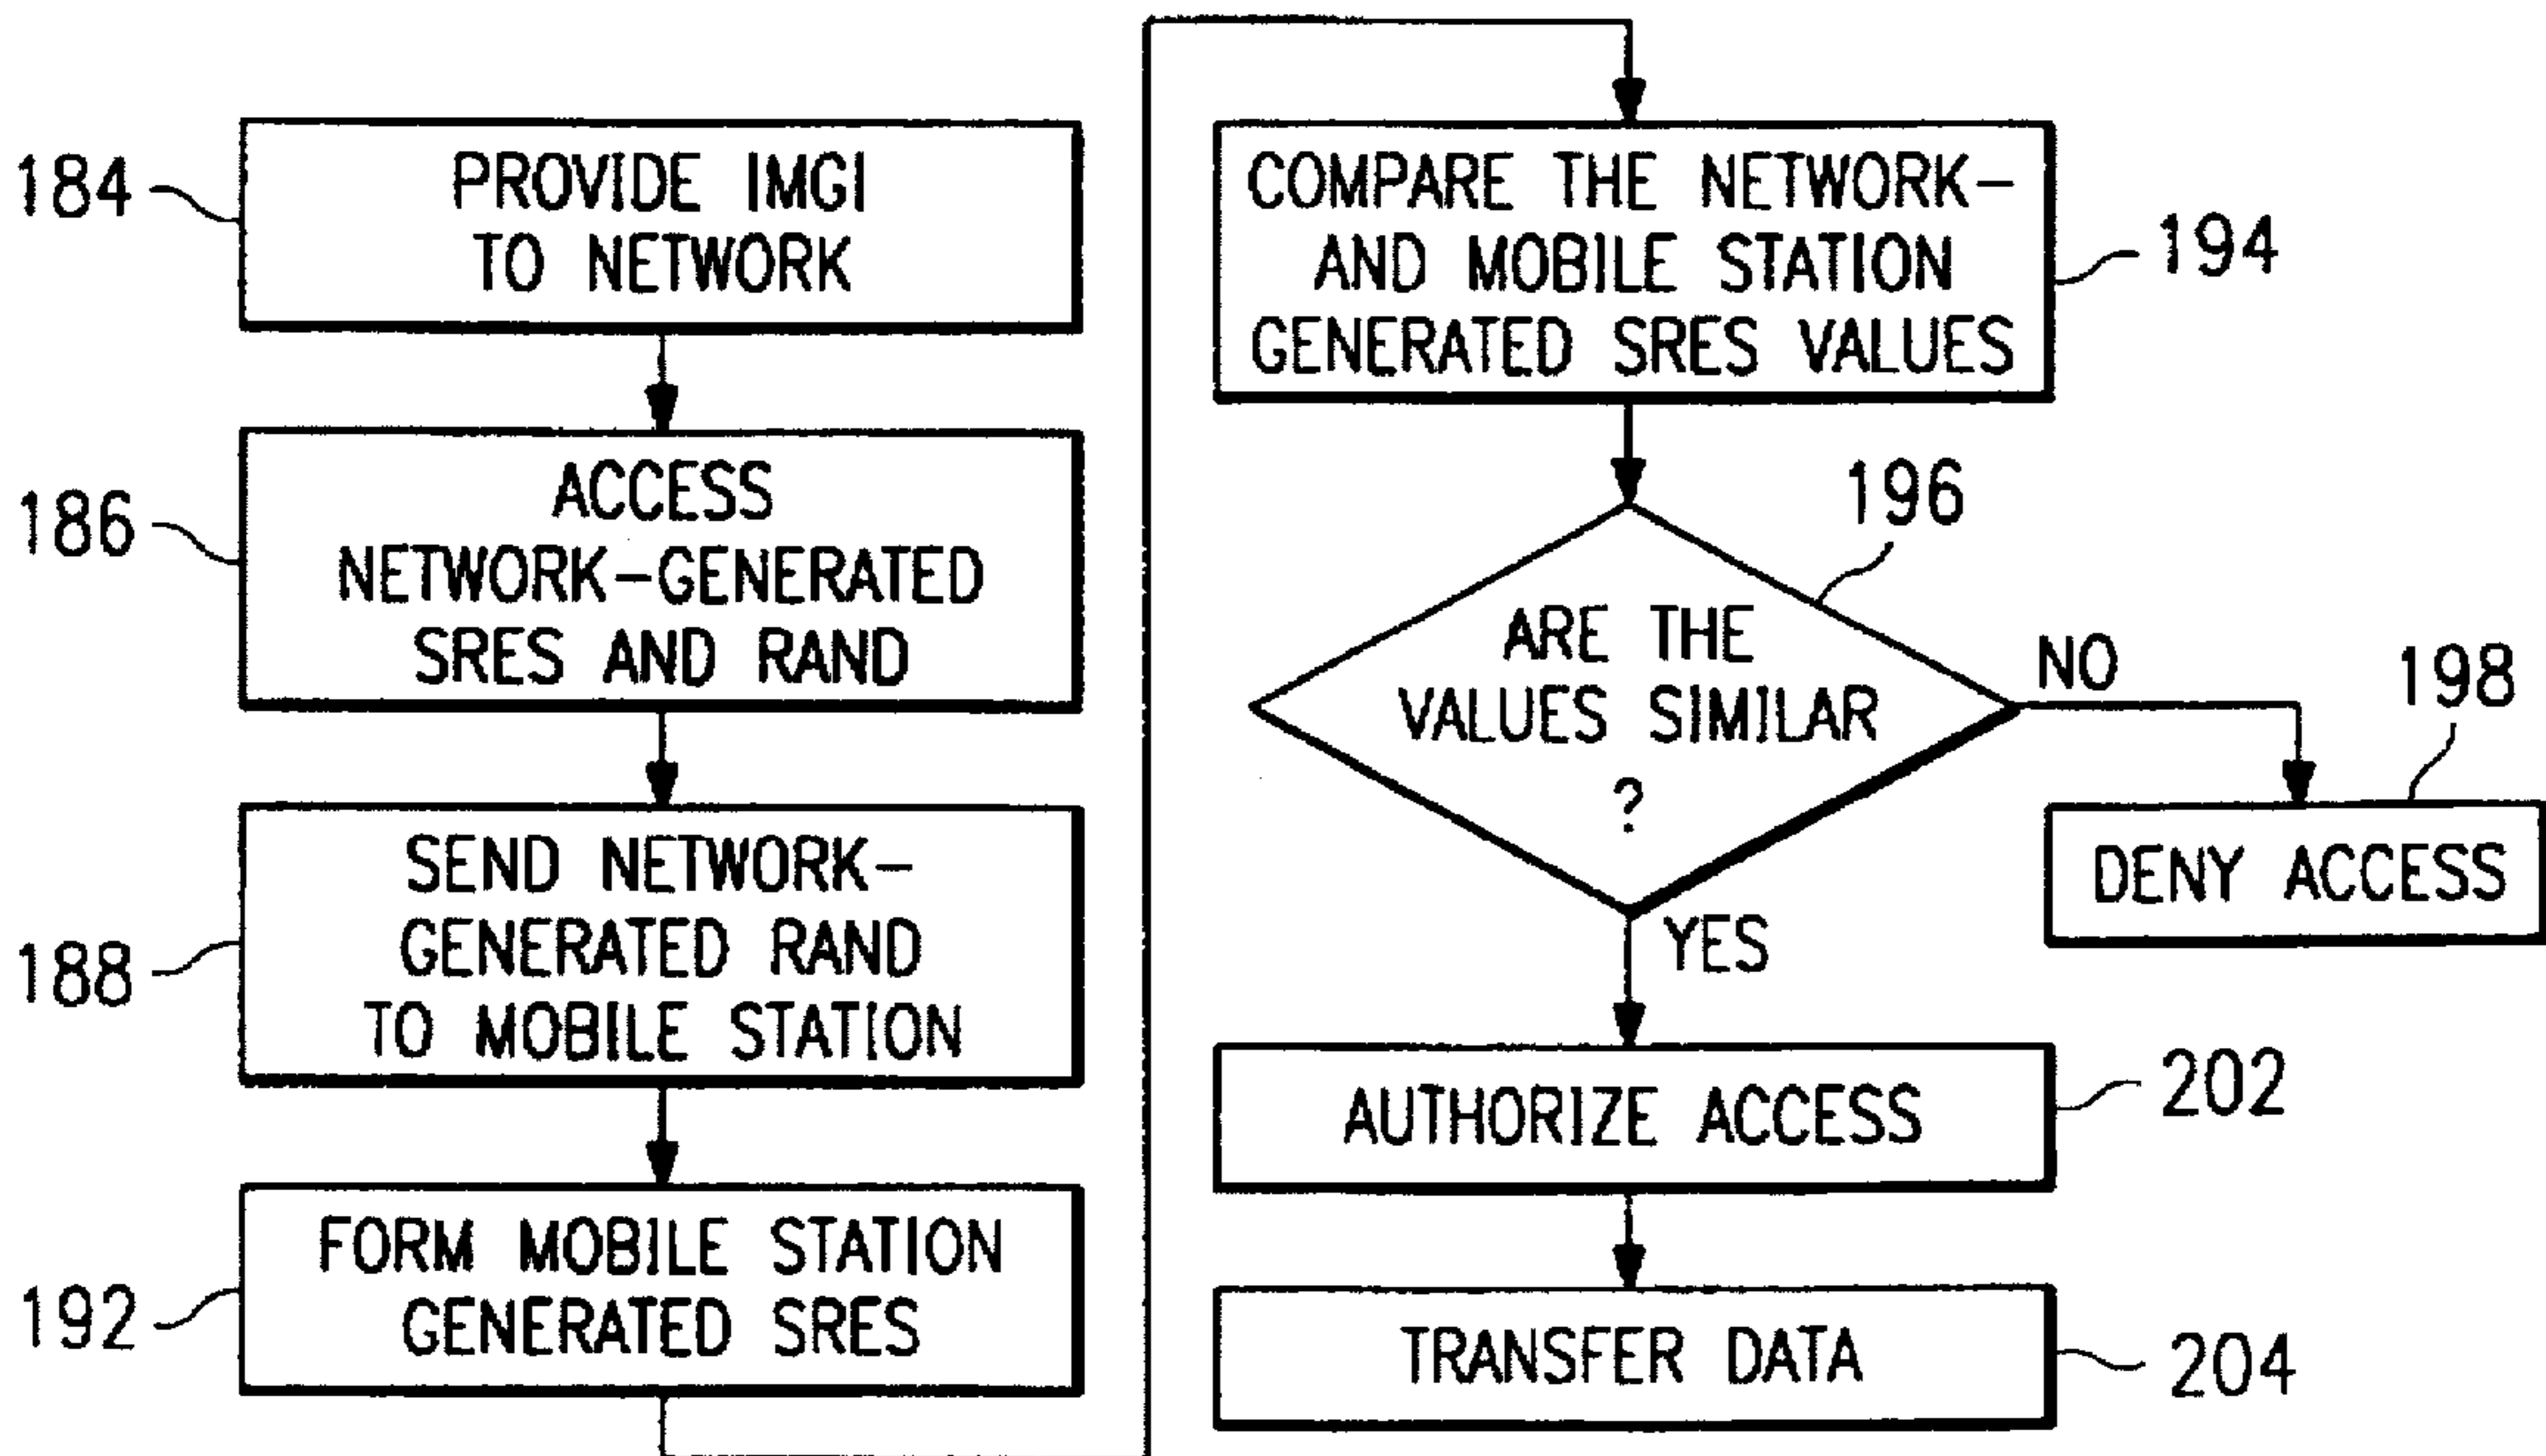 184
PROVIDE IMGI
TO NETWORK
186
ACCESS
NETWORK-GENERATED
SRES AND RAND
188
SEND NETWORK-
GENERATED RAND
TO MOBILE STATION
192
FORM MOBILE STATION
GENERATED SRES
COMPARE THE NETWORK-
AND MOBILE STATION
GENERATED SRES VALUES
194
196
ARE THE
VALUES SIMILAR
?
NO
198
DENY ACCESS
YES
AUTHORIZE ACCESS
202
TRANSFER DATA
204